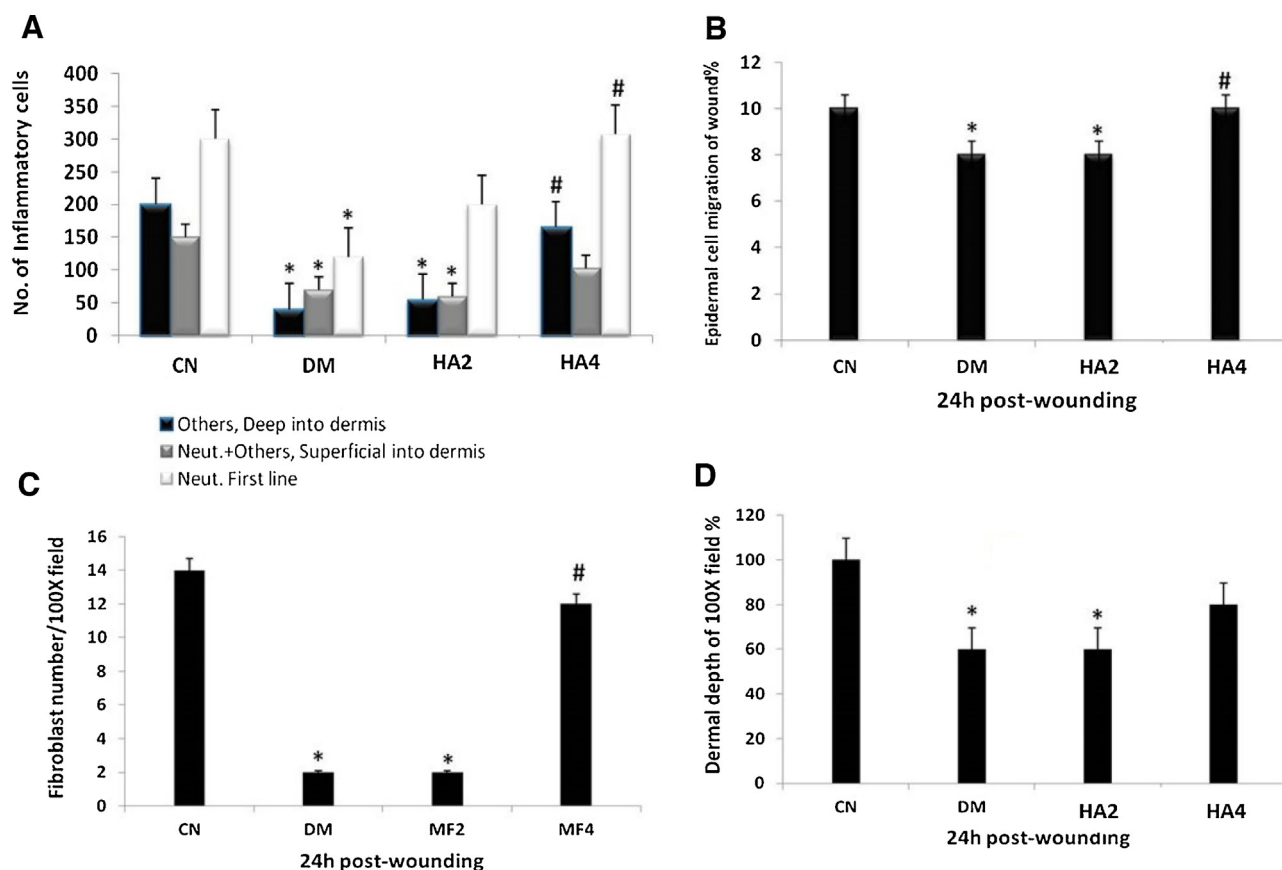 A
No. of Inflammatory cells
400
350
300
250
200
150
100
50
0
*
*
*
*
*
#
#
CN
DM
HA2
HA4
Others, Deep into dermis
Neut.+Others, Superficial into dermis
Neut. First line
B
Epidermal cell migration of wound%
12
10
8
6
4
2
0
*
*
#
CN
DM
HA2
HA4
24h post-wounding
C
Fibroblast number/100X field
16
14
12
10
8
6
4
2
0
*
*
#
CN
DM
MF2
MF4
24h post-wounding
D
Dermal depth of 100X field %
120
100
80
60
40
20
0
*
*
CN
DM
HA2
HA4
24h post-wounding